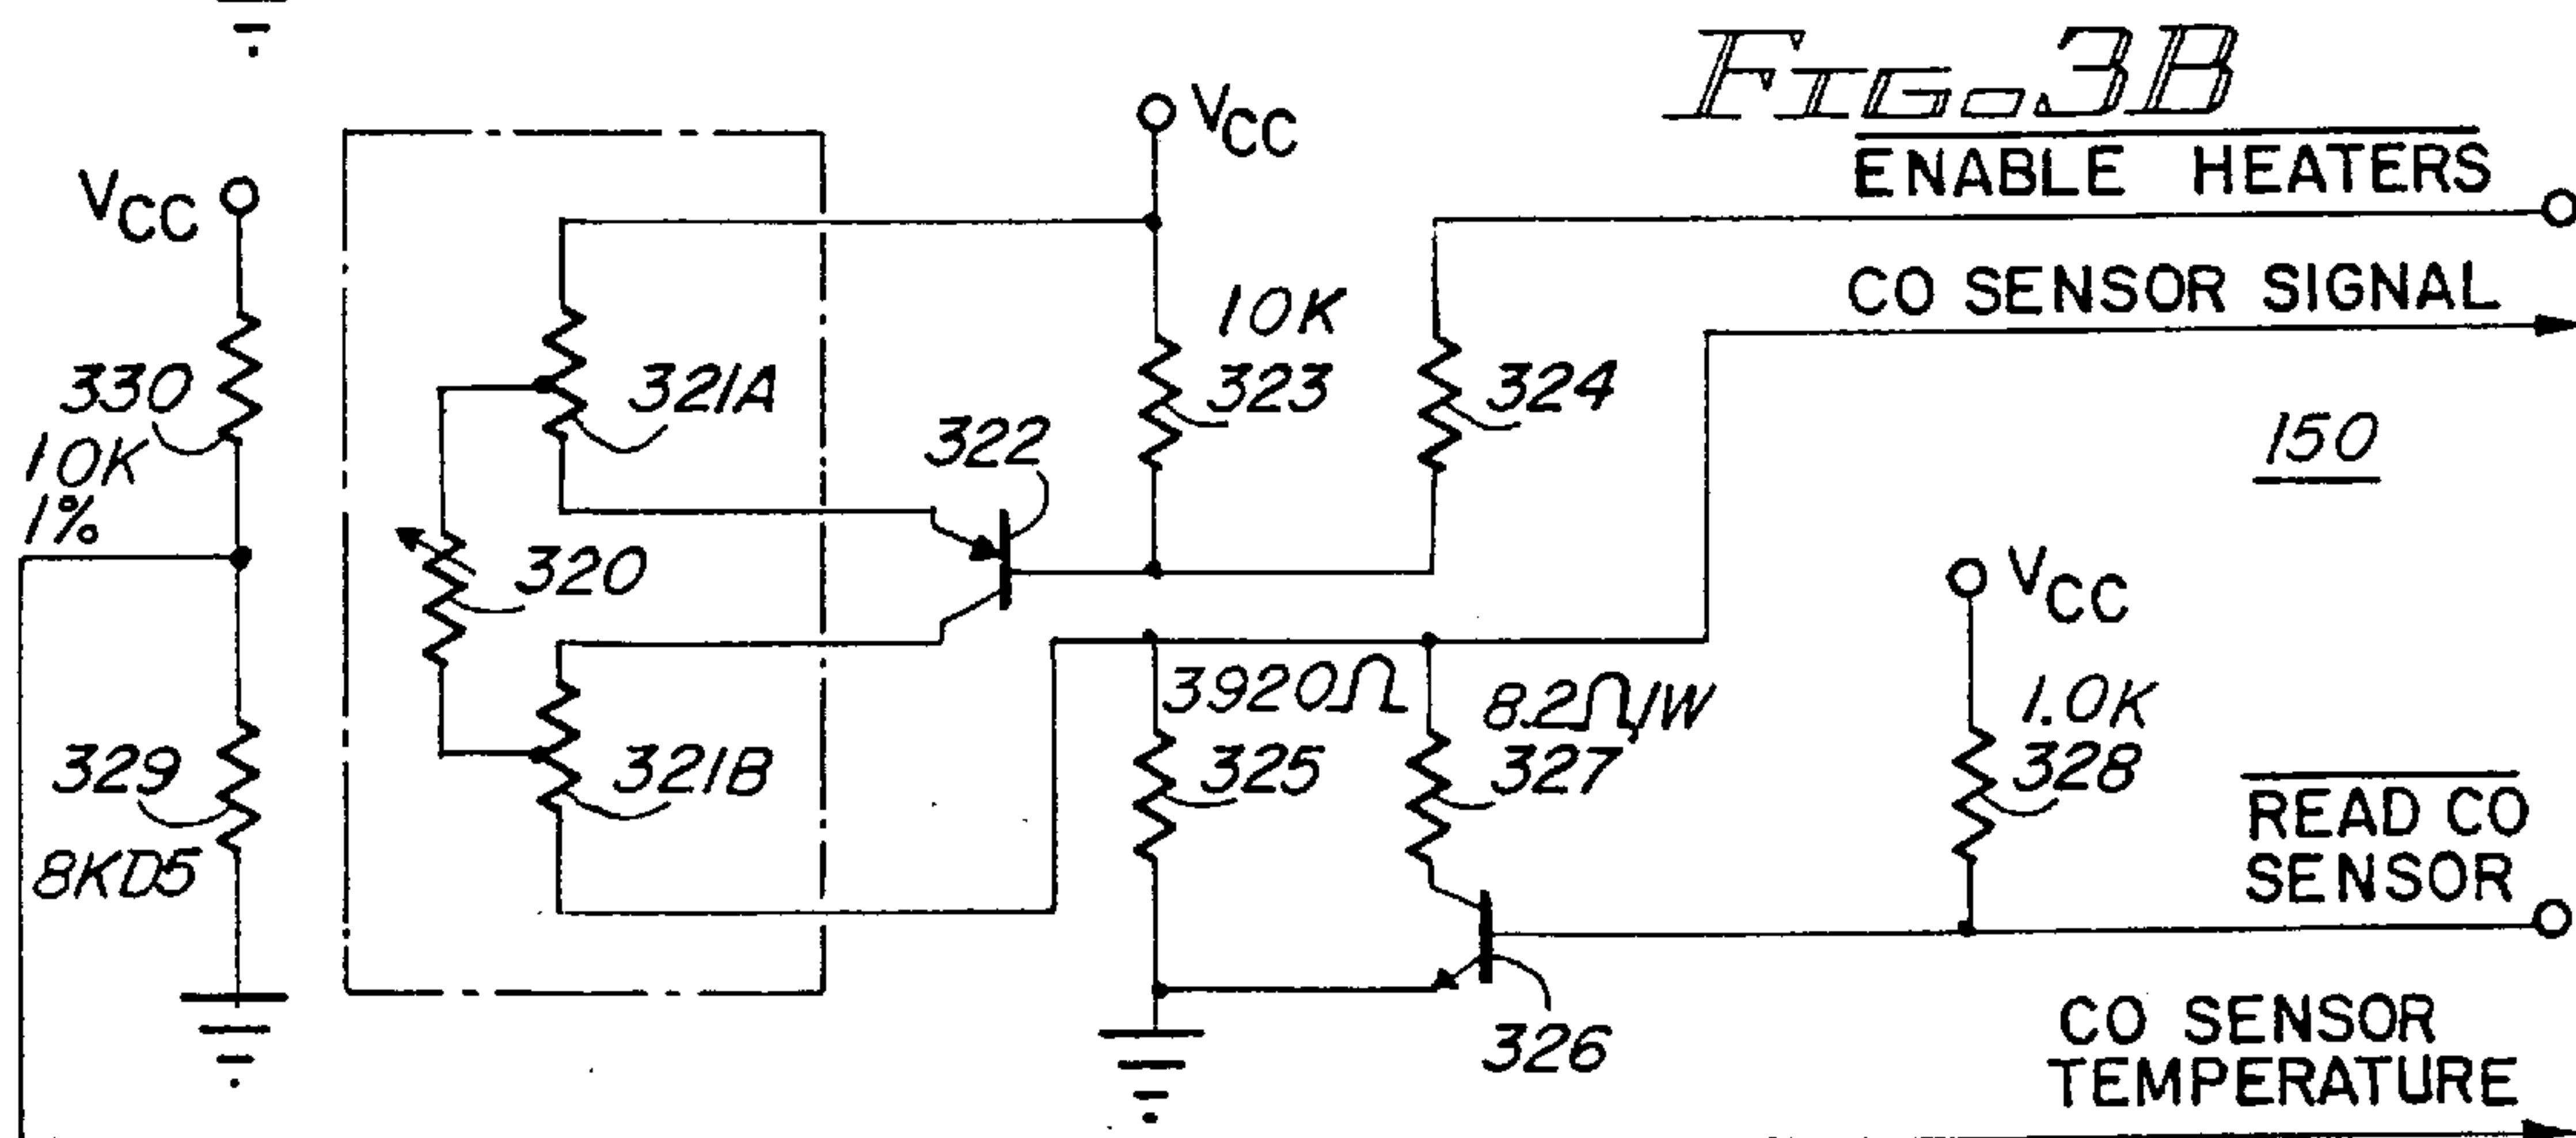 FIG. 3B
VCC
VCC
ENABLE HEATERS
CO SENSOR SIGNAL
10K
323
324
321A
330
10K
1%
322
150
320
VCC
3920Ω
325
8.2Ω/1W
327
1.0K
328
321B
329
8KD5
READ CO
SENSOR
326
CO SENSOR
TEMPERATURE